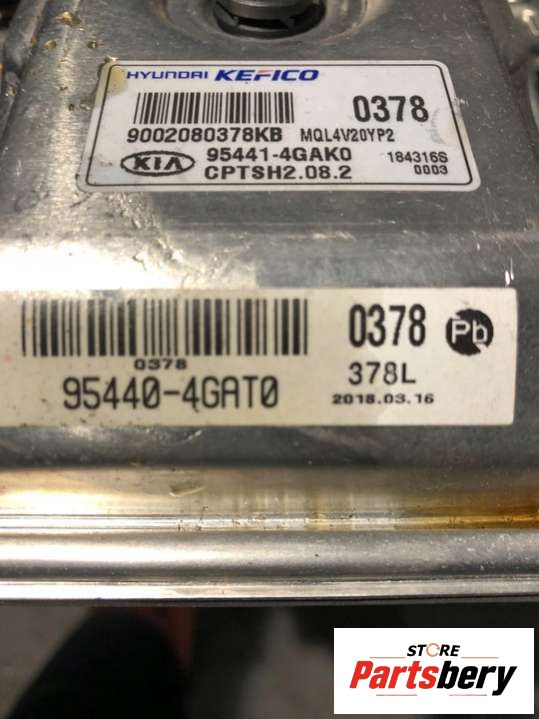 HYUNDAI KEFICO
0378
9002080378KB MQL4V20YP2
KIA 95441-4GAK0 184316S
CPTSH2.08.2 0003
0378 Pb
0378
95440-4GAT0 378L
2018.03.16
STORE
Partsbery